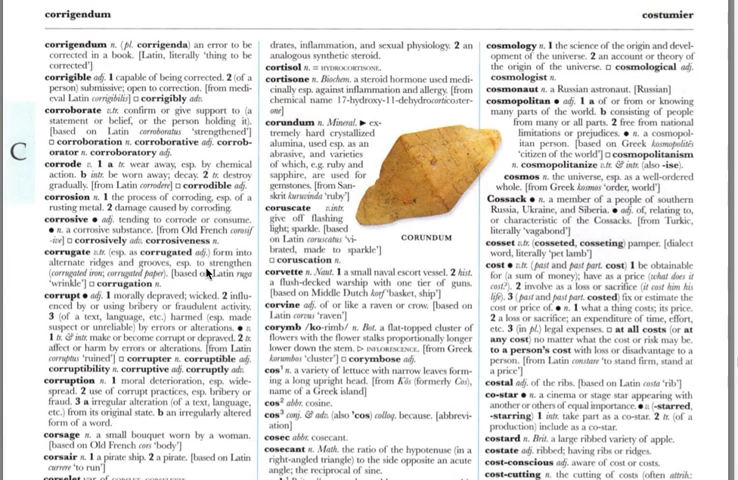 corrigendum
costumier
corrigendum n. (pl. corrigenda) an error to be
corrected in a book. [Latin, literally 'thing to be
corrected']
corrigible adj. 1 capable of being corrected. 2 (of a
person) submissive; open to correction. [from medi-
eval Latin corrigibilis] □ corrigibly adv.
corroborate v.tr. confirm or give support to (a
statement or belief, or the person holding it).
[based on Latin corroboratus 'strengthened']
□ corroboration n. corroborative adj. corrob-
orator n. corroboratory adj.
corrode v. 1 a tr. wear away, esp. by chemical
action. b intr. be worn away; decay. 2 tr. destroy
gradually. [from Latin corrodere] □ corrodible adj.
corrosion n. 1 the process of corroding, esp. of a
rusting metal. 2 damage caused by corroding.
corrosive ● adj. tending to corrode or consume.
● n. a corrosive substance. [from Old French corosif
-ive] □ corrosively adv. corrosiveness n.
corrugate v.tr. (esp. as corrugated adj.) form into
alternate ridges and grooves, esp. to strengthen
(corrugated iron; corrugated paper). [based on Latin ruga
'wrinkle'] □ corrugation n.
corrupt ● adj. 1 morally depraved; wicked. 2 influ-
enced by or using bribery or fraudulent activity.
3 (of a text, language, etc.) harmed (esp. made
suspect or unreliable) by errors or alterations. ● v.
1 tr. & intr. make or become corrupt or depraved. 2 tr.
affect or harm by errors or alterations. [from Latin
corruptus 'ruined'] □ corrupter n. corruptible adj.
corruptibility n. corruptive adj. corruptly adv.
corruption n. 1 moral deterioration, esp. wide-
spread. 2 use of corrupt practices, esp. bribery or
fraud. 3 a irregular alteration (of a text, language,
etc.) from its original state. b an irregularly altered
form of a word.
corsage n. a small bouquet worn by a woman.
[based on Old French cors 'body']
corsair n. 1 a pirate ship. 2 a pirate. [based on Latin
currere 'to run']
corselet var. of
C
drates, inflammation, and sexual physiology. 2 an
analogous synthetic steroid.
cortisol n. = HYDROCORTISONE.
cortisone n. Biochem. a steroid hormone used medi-
cinally esp. against inflammation and allergy. [from
chemical name 17-hydroxy-11-dehydrocorticoster-
one]
corundum n. Mineral. ► ex-
tremely hard crystallized
alumina, used esp. as an
abrasive, and varieties
of which, e.g. ruby and
sapphire, are used for
gemstones. [from San-
skrit kuruvinda 'ruby']
coruscate v.intr.
give off flashing
light; sparkle. [based
on Latin coruscatus 'vi-
brated, made to sparkle']
□ coruscation n.
CORUNDUM
corvette n. Naut. 1 a small naval escort vessel. 2 hist.
a flush-decked warship with one tier of guns.
[based on Middle Dutch korf 'basket, ship']
corvine adj. of or like a raven or crow. [based on
Latin corvus 'raven']
corymb /ko-rimb/ n. Bot. a flat-topped cluster of
flowers with the flower stalks proportionally longer
lower down the stem. ▷ INFLORESCENCE. [from Greek
korumbos 'cluster'] □ corymbose adj.
cos¹ n. a variety of lettuce with narrow leaves form-
ing a long upright head. [from Kōs (formerly Cos),
name of a Greek island]
cos² abbr. cosine.
cos³ conj. & adv. (also 'cos) colloq. because. [abbrevi-
ation]
cosec abbr. cosecant.
cosecant n. Math. the ratio of the hypotenuse (in a
right-angled triangle) to the side opposite an acute
angle; the reciprocal of sine.
cosmology n. 1 the science of the origin and devel-
opment of the universe. 2 an account or theory of
the origin of the universe. □ cosmological adj.
cosmologist n.
cosmonaut n. a Russian astronaut. [Russian]
cosmopolitan ● adj. 1 a of or from or knowing
many parts of the world. b consisting of people
from many or all parts. 2 free from national
limitations or prejudices. ● n. a cosmopol-
itan person. [based on Greek kosmopolitēs
'citizen of the world'] □ cosmopolitanism
n. cosmopolitanize v.tr. & intr. (also -ise).
cosmos n. the universe, esp. as a well-ordered
whole. [from Greek kosmos 'order, world']
Cossack ● n. a member of a people of southern
Russia, Ukraine, and Siberia. ● adj. of, relating to,
or characteristic of the Cossacks. [from Turkic,
literally 'vagabond']
cosset v.tr. (cosseted, cosseting) pamper. [dialect
word, literally 'pet lamb']
cost ● v. (past and past part. cost) 1 be obtainable
for (a sum of money); have as a price (what does it
cost?). 2 involve as a loss or sacrifice (it cost him his
life). 3 (past and past part. costed) fix or estimate the
cost or price of. ● n. 1 what a thing costs; its price.
2 a loss or sacrifice; an expenditure of time, effort,
etc. 3 (in pl.) legal expenses. □ at all costs (or at
any cost) no matter what the cost or risk may be.
to a person's cost with loss or disadvantage to a
person. [from Latin constare 'to stand firm, stand at
a price']
costal adj. of the ribs. [based on Latin costa 'rib']
co-star ● n. a cinema or stage star appearing with
another or others of equal importance. ● v. (-starred,
-starring) 1 intr. take part as a co-star. 2 tr. (of a
production) include as a co-star.
costard n. Brit. a large ribbed variety of apple.
costate adj. ribbed; having ribs or ridges.
cost-conscious adj. aware of cost or costs.
cost-cutting n. the cutting of costs (often attrib.: